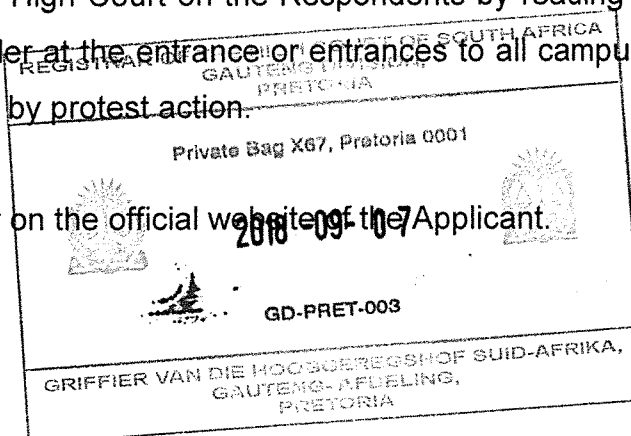 High Court on the Respondents by reading
der at the entrance or entrances to all campu
by protest action.
on the official website of the Applicant.
REGISTRAR OF THE HIGH COURT OF SOUTH AFRICA
GAUTENG DIVISION,
PRETORIA
Private Bag X67, Pretoria 0001
2018-09-07
GD-PRET-003
GRIFFIER VAN DIE HOOGGEREGSHOF SUID-AFRIKA,
GAUTENG-AFDELING,
PRETORIA